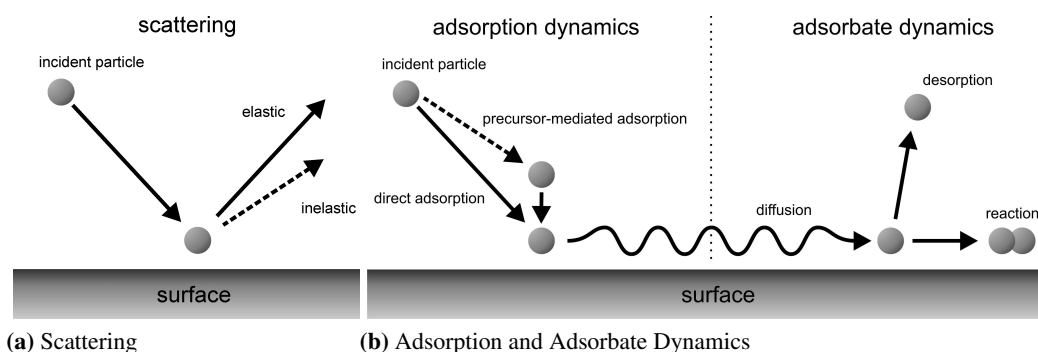 scattering
incident particle
elastic
inelastic
surface
(a) Scattering
adsorption dynamics
adsorbate dynamics
incident particle
precursor-mediated adsorption
direct adsorption
diffusion
desorption
reaction
surface
(b) Adsorption and Adsorbate Dynamics